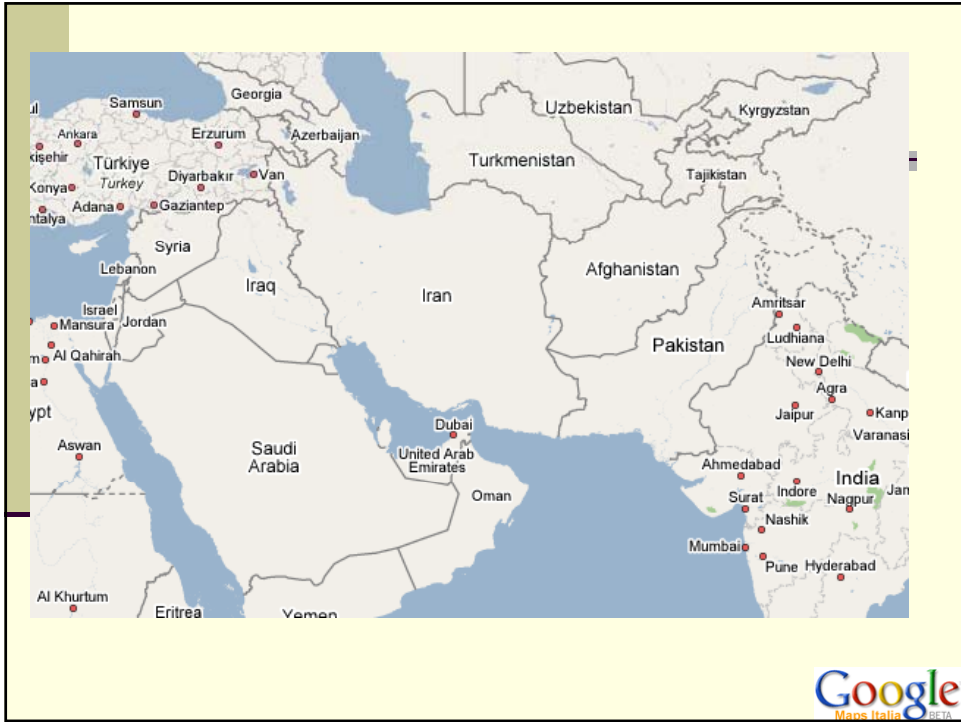 Samsun
Georgia
Uzbekistan
Kyrgyzstan
Ankara
Erzurum
Azerbaijan
kişehir
Türkiye
Turkey
Turkmenistan
Tajikistan
Konya
Diyarbakır
Van
ntalya
Adana
Gaziantep
Syria
Lebanon
Iraq
Iran
Afghanistan
Israel
Mansura
Jordan
Amritsar
Ludhiana
Al Qahirah
m
a
Pakistan
New Delhi
Agra
ypt
Jaipur
Kanp
Dubai
Varanasi
Aswan
Saudi
Arabia
United Arab
Emirates
Ahmedabad
Oman
Surat
Indore
India
Nagpur
Jan
Nashik
Mumbai
Pune
Hyderabad
Al Khurtum
Eritrea
Yemen
ul
Google
Maps Italia BETA